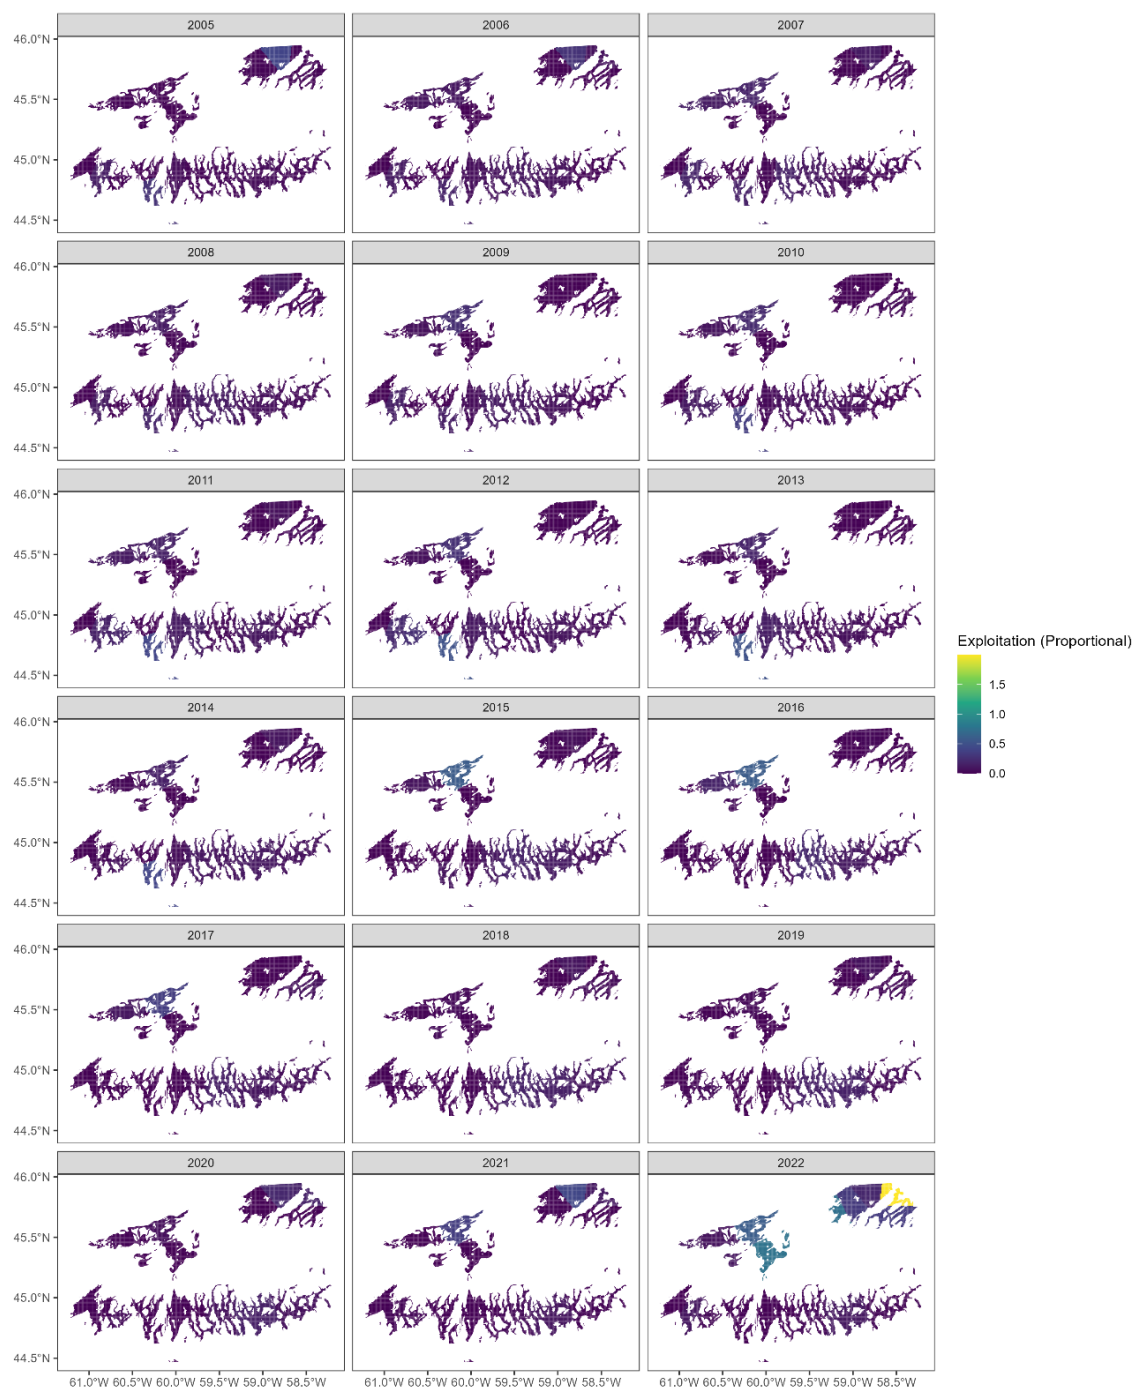 2005 2006 2007
46.0°N
45.5°N
45.0°N
44.5°N
2008 2009 2010
46.0°N
45.5°N
45.0°N
44.5°N
2011 2012 2013
46.0°N
45.5°N
45.0°N
44.5°N
Exploitation (Proportional)
1.5
1.0
0.5
0.0
2014 2015 2016
46.0°N
45.5°N
45.0°N
44.5°N
2017 2018 2019
46.0°N
45.5°N
45.0°N
44.5°N
2020 2021 2022
46.0°N
45.5°N
45.0°N
44.5°N
61.0°W 60.5°W 60.0°W 59.5°W 59.0°W 58.5°W 61.0°W 60.5°W 60.0°W 59.5°W 59.0°W 58.5°W 61.0°W 60.5°W 60.0°W 59.5°W 59.0°W 58.5°W